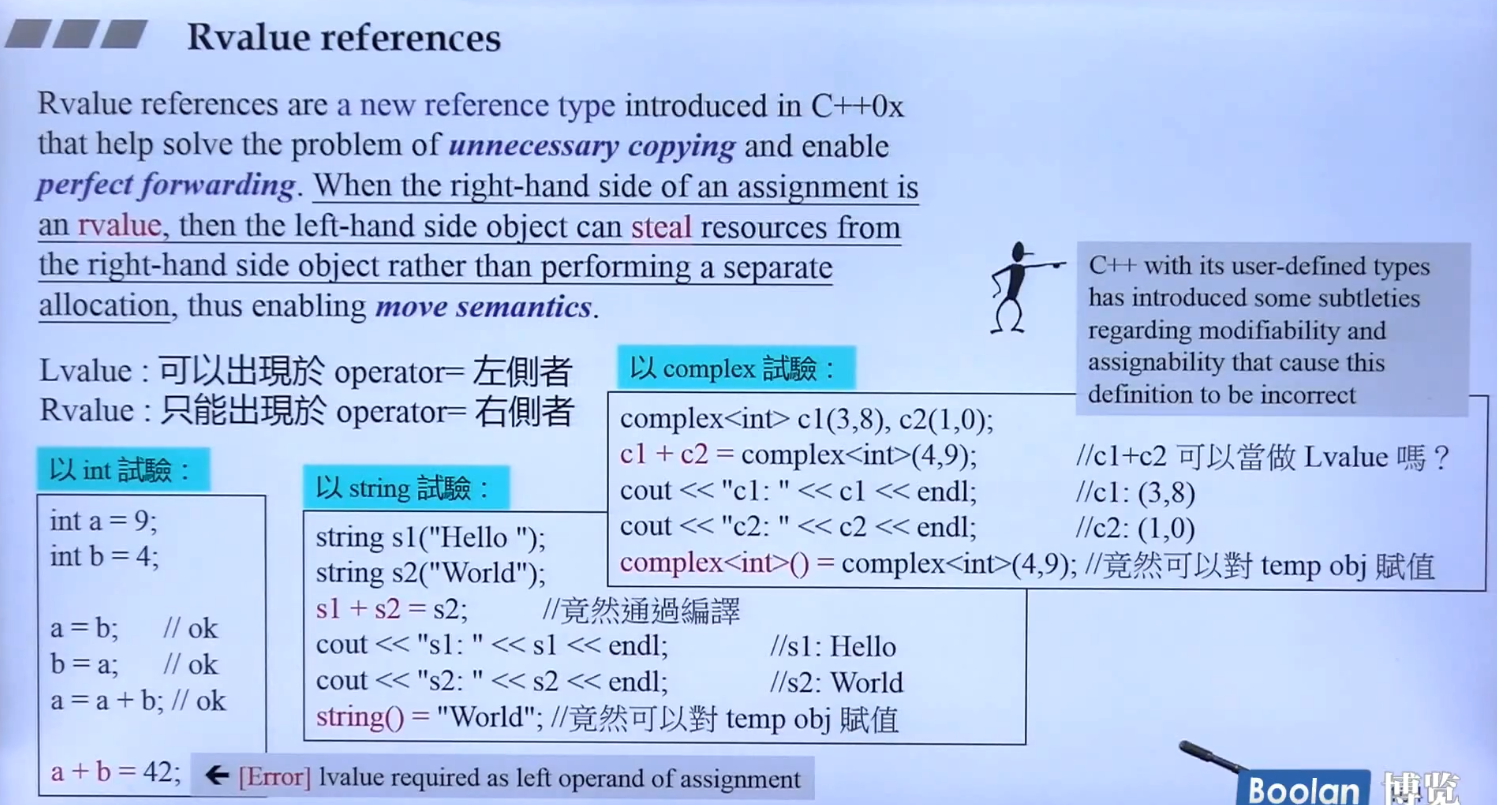 Rvalue references
Rvalue references are a new reference type introduced in C++0x
that help solve the problem of unnecessary copying and enable
perfect forwarding. When the right-hand side of an assignment is
an rvalue, then the left-hand side object can steal resources from
the right-hand side object rather than performing a separate
allocation, thus enabling move semantics.
C++ with its user-defined types
has introduced some subtleties
regarding modifiability and
assignability that cause this
definition to be incorrect
Lvalue : 可以出現於 operator= 左側者
Rvalue : 只能出現於 operator= 右側者
以 int 試驗：
int a = 9;
int b = 4;
a = b; // ok
b = a; // ok
a = a + b; // ok
a + b = 42; ← [Error] lvalue required as left operand of assignment
以 string 試驗：
string s1("Hello ");
string s2("World");
s1 + s2 = s2; //竟然通過編譯
cout << "s1: " << s1 << endl; //s1: Hello
cout << "s2: " << s2 << endl; //s2: World
string() = "World"; //竟然可以對 temp obj 賦值
以 complex 試驗：
complex<int> c1(3,8), c2(1,0);
c1 + c2 = complex<int>(4,9); //c1+c2 可以當做 Lvalue 嗎？
cout << "c1: " << c1 << endl; //c1: (3,8)
cout << "c2: " << c2 << endl; //c2: (1,0)
complex<int>() = complex<int>(4,9); //竟然可以對 temp obj 賦值
Boolan 博览